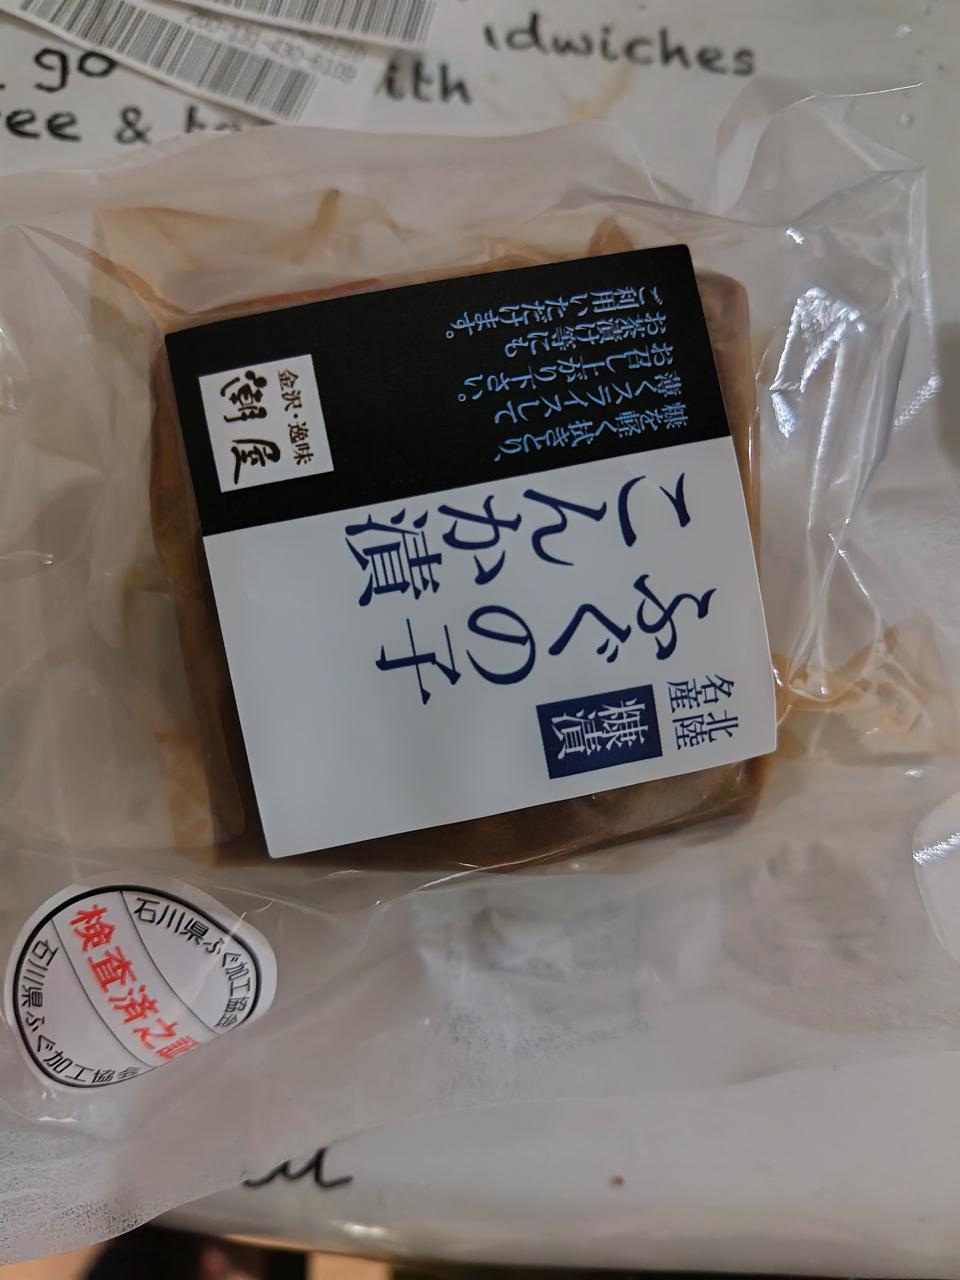 北陸
名産
糠漬
ふぐの子
こんか漬
糠を軽く拭きとり、
薄くスライスして
お召し上がり下さい。
お茶漬け等にも
ご利用いただけます。
金沢・逸味
潮屋
石川県ふぐ加工協会
検査済之証
石川県ふぐ加工協会
dwiches
go
ith
ee &